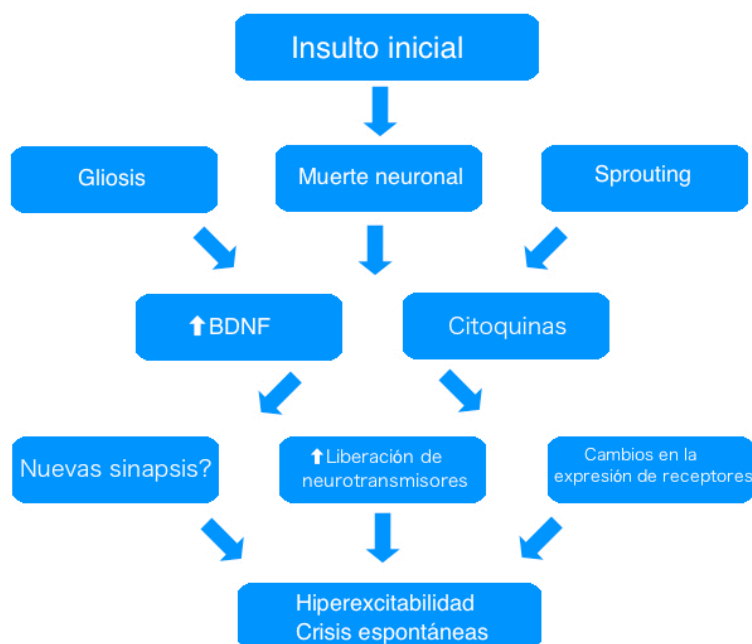 Insulto inicial
Gliosis
Muerte neuronal
Sprouting
⬆BDNF
Citoquinas
Nuevas sinapsis?
⬆Liberación de
neurotransmisores
Cambios en la
expresión de receptores
Hiperexcitabilidad
Crisis espontáneas